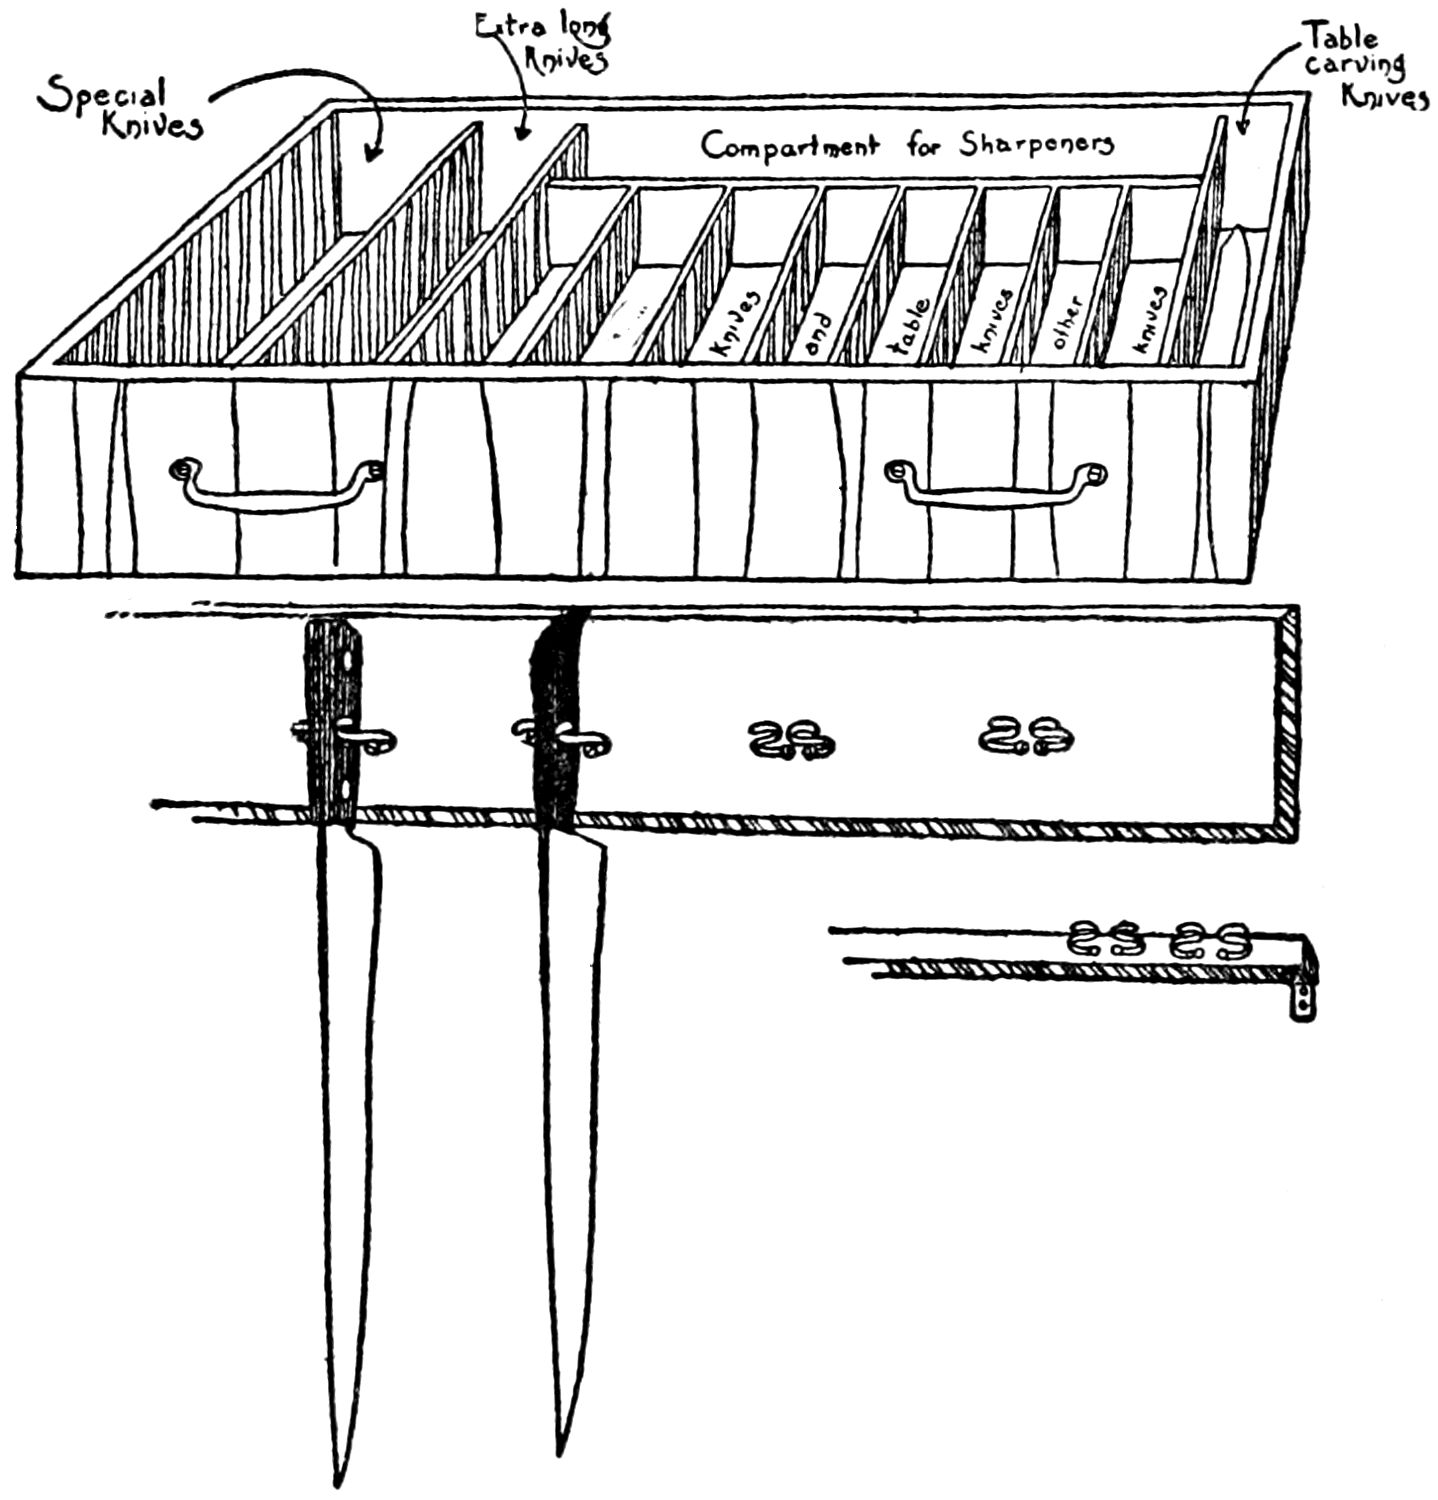 Extra long
Knives
Table
carving
Knives
Special
Knives
Compartment for Sharpeners
Knives
and
table
knives
other
knives